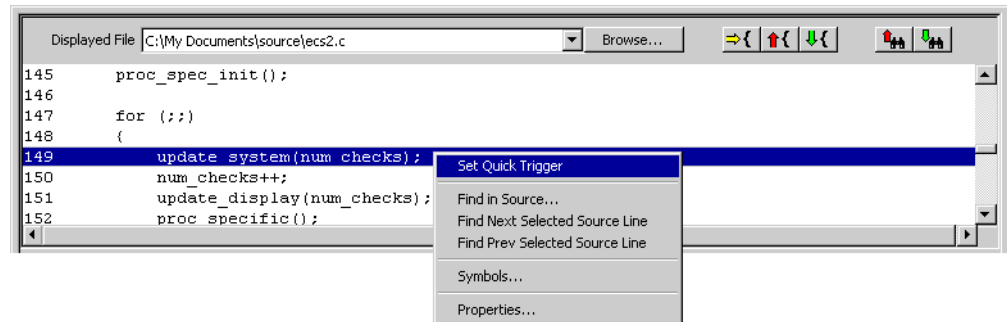 Displayed File C:\My Documents\source\ecs2.c Browse...
145 proc_spec_init();
146
147 for (;;)
148 {
149 update_system(num_checks);
150 num_checks++;
151 update_display(num_checks);
152 proc_specific();
Set Quick Trigger
Find in Source...
Find Next Selected Source Line
Find Prev Selected Source Line
Symbols...
Properties...